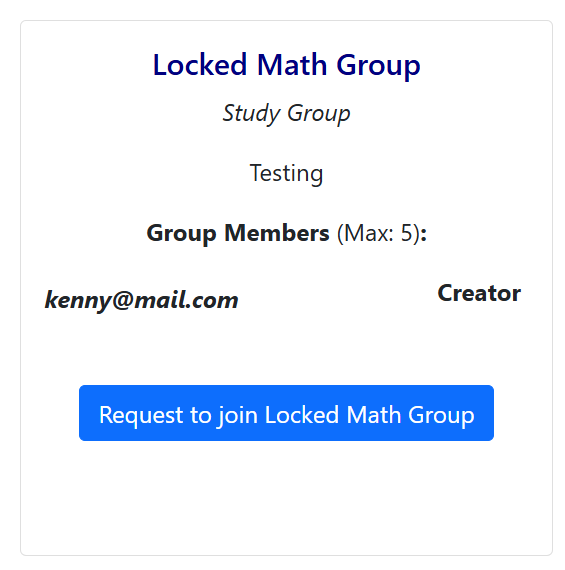 Locked Math Group
Study Group
Testing
Group Members (Max: 5):
kenny@mail.com Creator
Request to join Locked Math Group